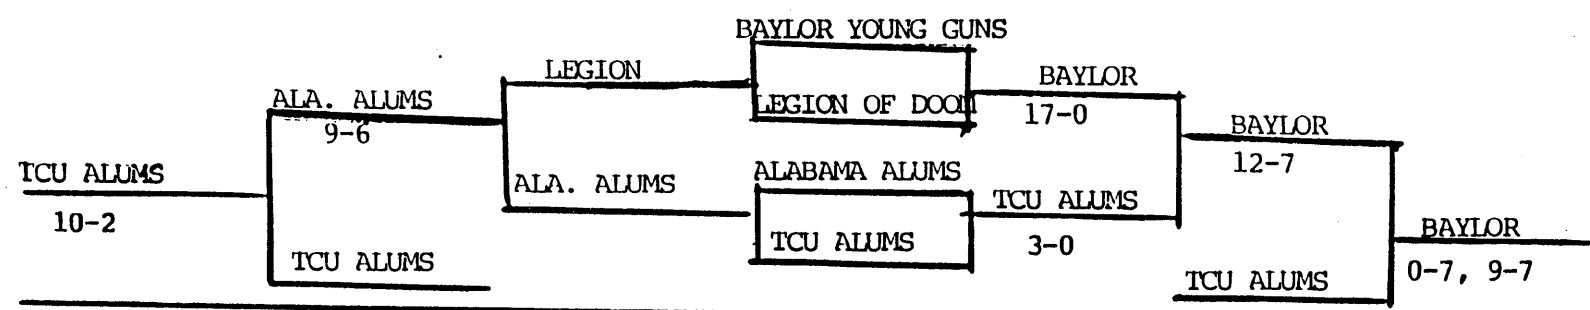 BAYLOR YOUNG GUNS
LEGION
BAYLOR
ALA. ALUMS
LEGION OF DOOM
17-0
9-6
BAYLOR
12-7
TCU ALUMS
ALA. ALUMS
ALABAMA ALUMS
TCU ALUMS
10-2
TCU ALUMS
3-0
BAYLOR
TCU ALUMS
TCU ALUMS
0-7, 9-7